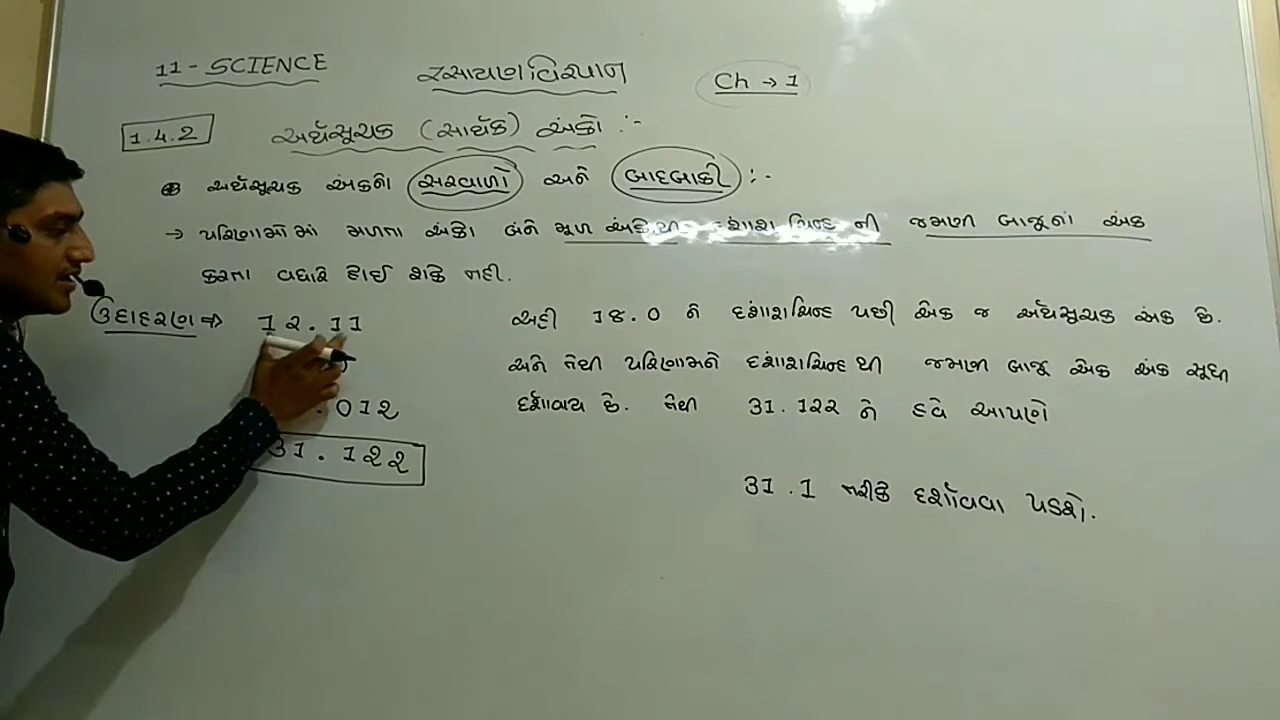 11 - SCIENCE રસાયણવિજ્ઞાન Ch → 1
1.4.2 અર્થસૂચક (સાર્થક) અંકો :-
અર્થસૂચક અંકનો સરવાળો અને બાદબાકી :-
→ પરિણામોમાં મળતા અંકો બંને મૂળ અંકોથી દશાંશ ચિન્હ ની જમણી બાજુનાં અંક
કરતા વધારે હોઈ શકે નહી.
ઉદાહરણ ⇒ 12.11
.012
31.122
અહી 18.0 ને દશાંશચિન્હ પછી એક જ અર્થસુચક અંક છે.
અને તેથી પરિણામને દશાંશચિન્હ થી જમણી બાજુ એક અંક સુધી
દર્શાવાય છે. તેથી 31.122 ને હવે આપણે
31.1 તરીકે દર્શાવવા પડશે.